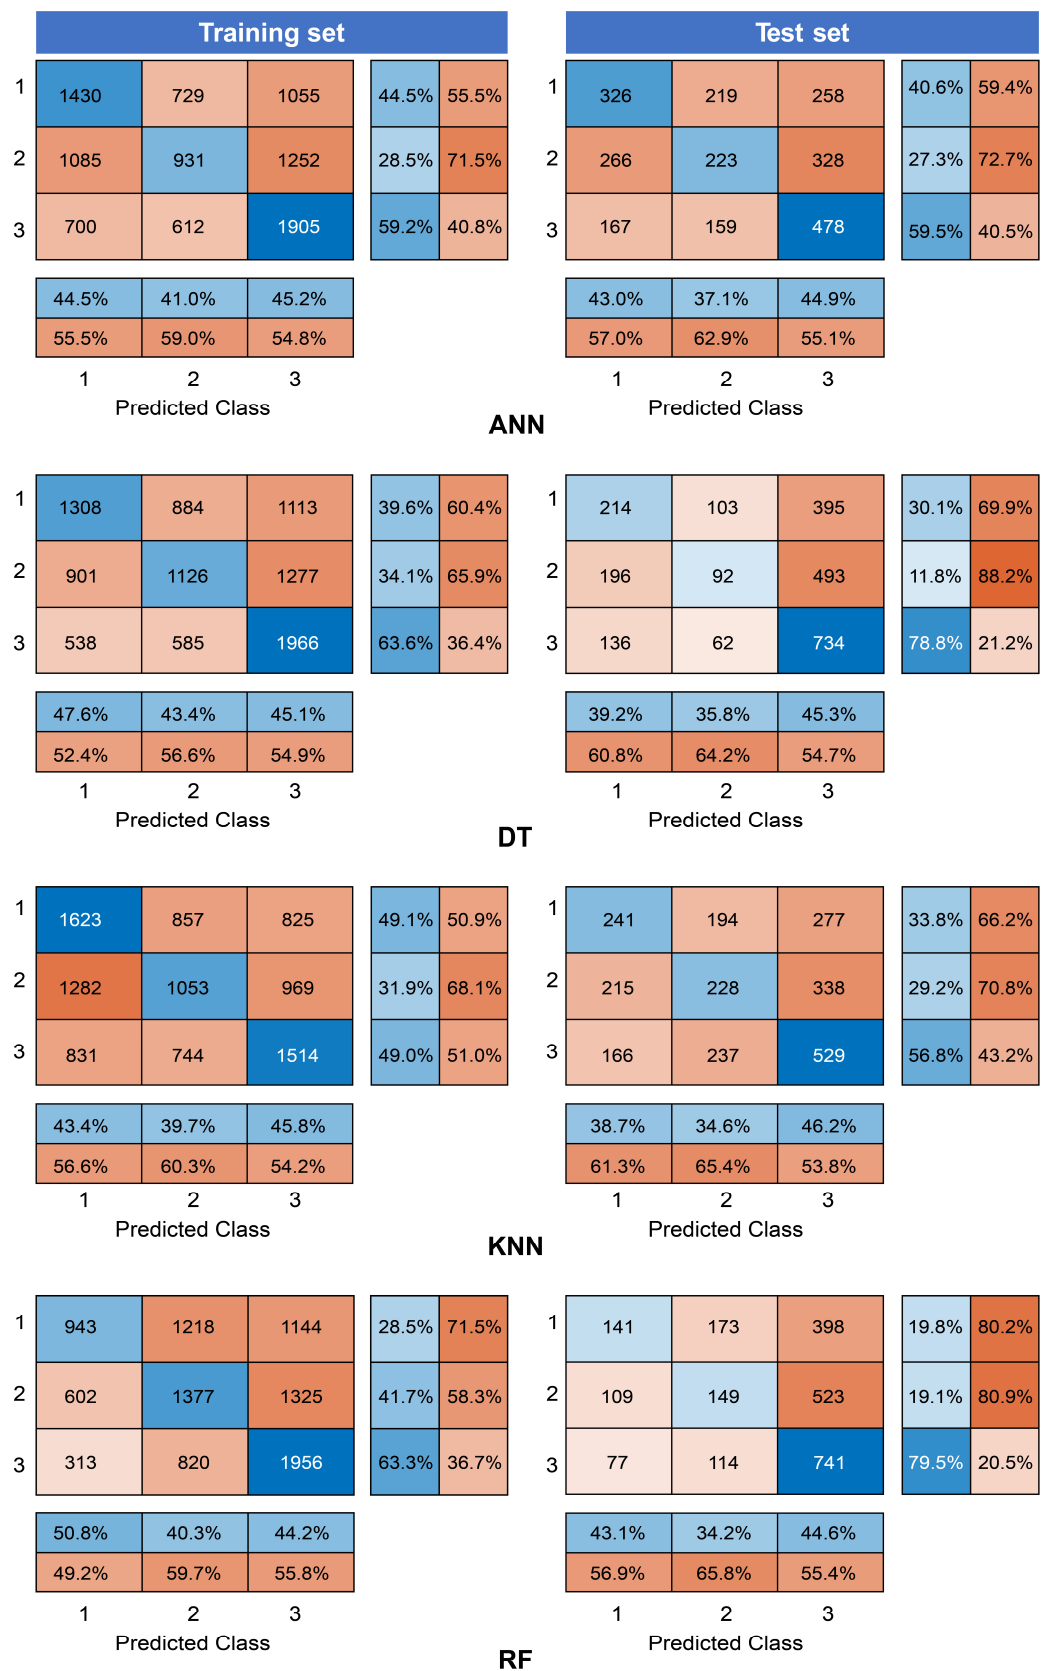 Training set Test set
1 1430 729 1055 44.5% 55.5% 1 326 219 258 40.6% 59.4%
2 1085 931 1252 28.5% 71.5% 2 266 223 328 27.3% 72.7%
3 700 612 1905 59.2% 40.8% 3 167 159 478 59.5% 40.5%
44.5% 41.0% 45.2% 43.0% 37.1% 44.9%
55.5% 59.0% 54.8% 57.0% 62.9% 55.1%
1 2 3 1 2 3
Predicted Class Predicted Class
ANN
1 1308 884 1113 39.6% 60.4% 1 214 103 395 30.1% 69.9%
2 901 1126 1277 34.1% 65.9% 2 196 92 493 11.8% 88.2%
3 538 585 1966 63.6% 36.4% 3 136 62 734 78.8% 21.2%
47.6% 43.4% 45.1% 39.2% 35.8% 45.3%
52.4% 56.6% 54.9% 60.8% 64.2% 54.7%
1 2 3 1 2 3
Predicted Class Predicted Class
DT
1 1623 857 825 49.1% 50.9% 1 241 194 277 33.8% 66.2%
2 1282 1053 969 31.9% 68.1% 2 215 228 338 29.2% 70.8%
3 831 744 1514 49.0% 51.0% 3 166 237 529 56.8% 43.2%
43.4% 39.7% 45.8% 38.7% 34.6% 46.2%
56.6% 60.3% 54.2% 61.3% 65.4% 53.8%
1 2 3 1 2 3
Predicted Class Predicted Class
KNN
1 943 1218 1144 28.5% 71.5% 1 141 173 398 19.8% 80.2%
2 602 1377 1325 41.7% 58.3% 2 109 149 523 19.1% 80.9%
3 313 820 1956 63.3% 36.7% 3 77 114 741 79.5% 20.5%
50.8% 40.3% 44.2% 43.1% 34.2% 44.6%
49.2% 59.7% 55.8% 56.9% 65.8% 55.4%
1 2 3 1 2 3
Predicted Class Predicted Class
RF